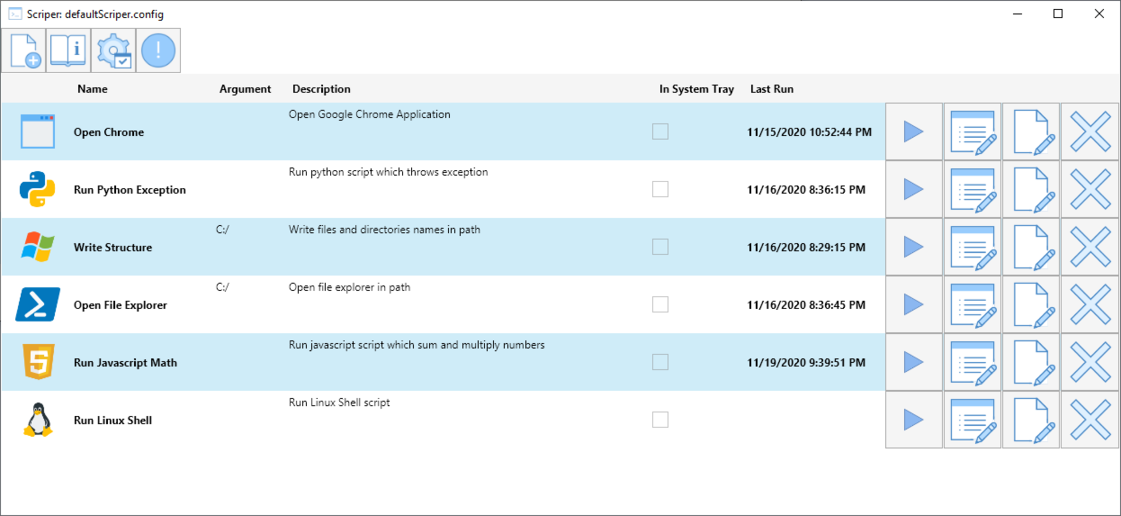 Scriper: defaultScriper.config
Name Argument Description In System Tray Last Run
Open Chrome Open Google Chrome Application 11/15/2020 10:52:44 PM
Run Python Exception Run python script which throws exception 11/16/2020 8:36:15 PM
Write Structure C:/ Write files and directories names in path 11/16/2020 8:29:15 PM
Open File Explorer C:/ Open file explorer in path 11/16/2020 8:36:45 PM
Run Javascript Math Run javascript script which sum and multiply numbers 11/19/2020 9:39:51 PM
Run Linux Shell Run Linux Shell script